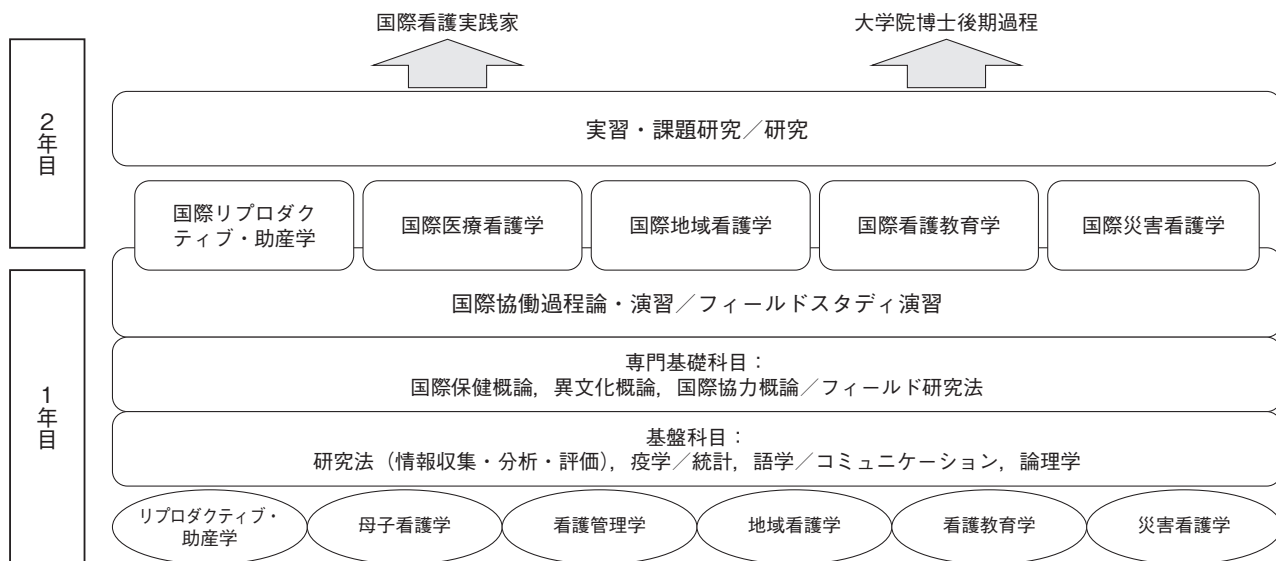 国際看護実践家
大学院博士後期過程
2年目
実習・課題研究／研究
国際リプロダク
ティブ・助産学
国際医療看護学
国際地域看護学
国際看護教育学
国際災害看護学
1年目
国際協働過程論・演習／フィールドスタディ演習
専門基礎科目：
国際保健概論，異文化概論，国際協力概論／フィールド研究法
基盤科目：
研究法（情報収集・分析・評価），疫学／統計，語学／コミュニケーション，論理学
リプロダクティブ・
助産学
母子看護学
看護管理学
地域看護学
看護教育学
災害看護学